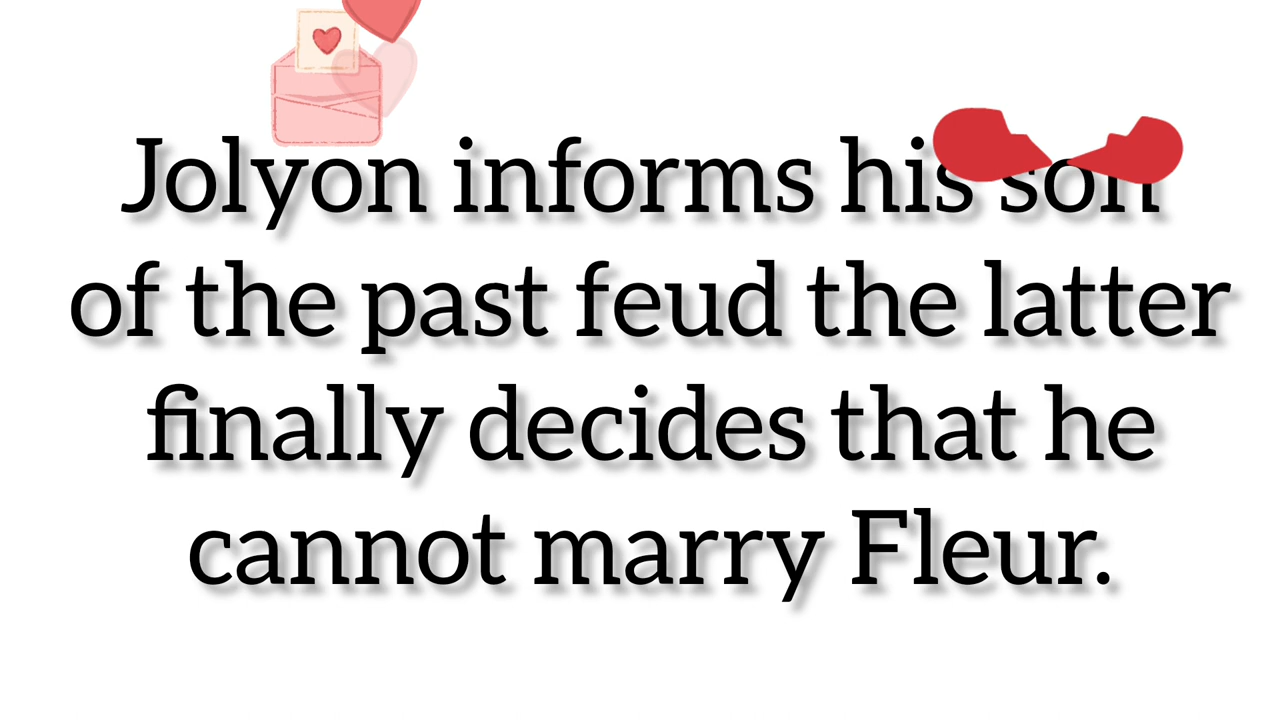 Jolyon informs his son
of the past feud the latter
finally decides that he
cannot marry Fleur.